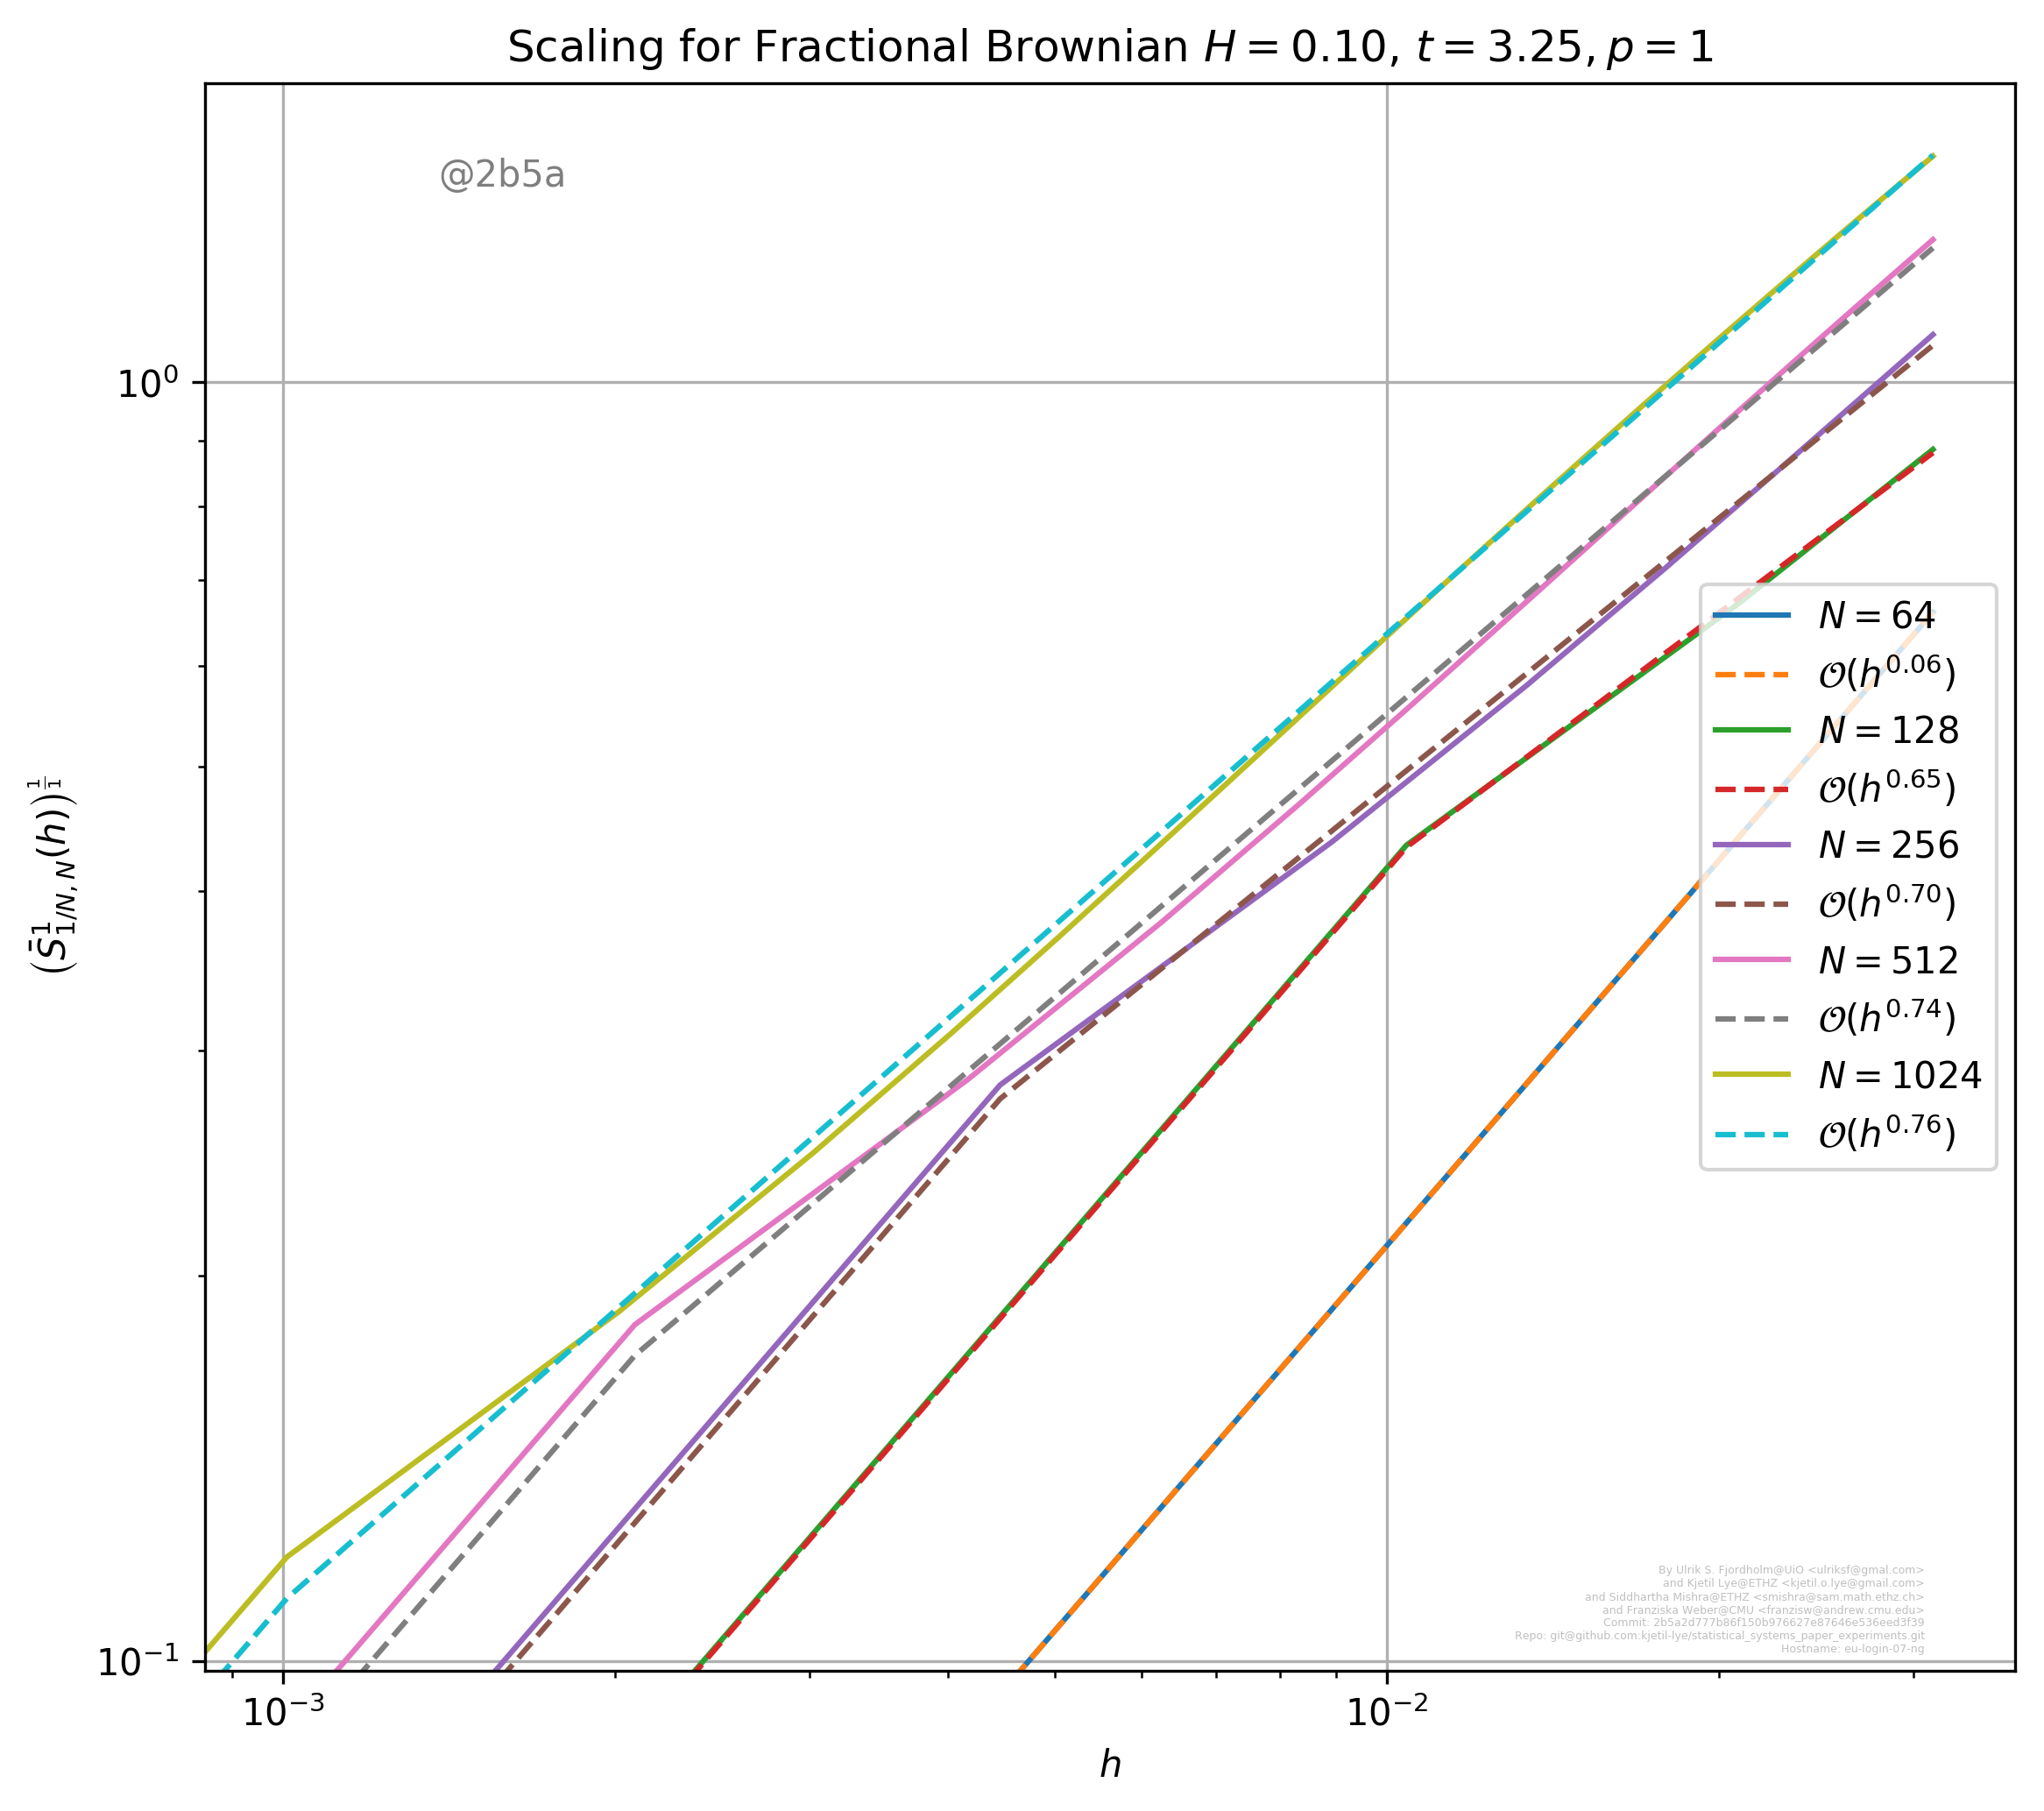 Scaling for Fractional Brownian H = 0.10, t = 3.25, p = 1
@2b5a
10⁰
10⁻¹
(S̄¹_{1/N, N}(h))^{1/1}
N = 64
𝒪(h^{0.06})
N = 128
𝒪(h^{0.65})
N = 256
𝒪(h^{0.70})
N = 512
𝒪(h^{0.74})
N = 1024
𝒪(h^{0.76})
By Ulrik S. Fjordholm@UiO <ulriksf@gmal.com>
and Kjetil Lye@ETHZ <kjetil.o.lye@gmail.com>
and Siddhartha Mishra@ETHZ <smishra@sam.math.ethz.ch>
and Franziska Weber@CMU <franzisw@andrew.cmu.edu>
Commit: 2b5a2d777b86f150b976627e87646e536eed3f39
Repo: git@github.com:kjetil-lye/statistical_systems_paper_experiments.git
Hostname: eu-login-07-ng
10⁻³
10⁻²
h